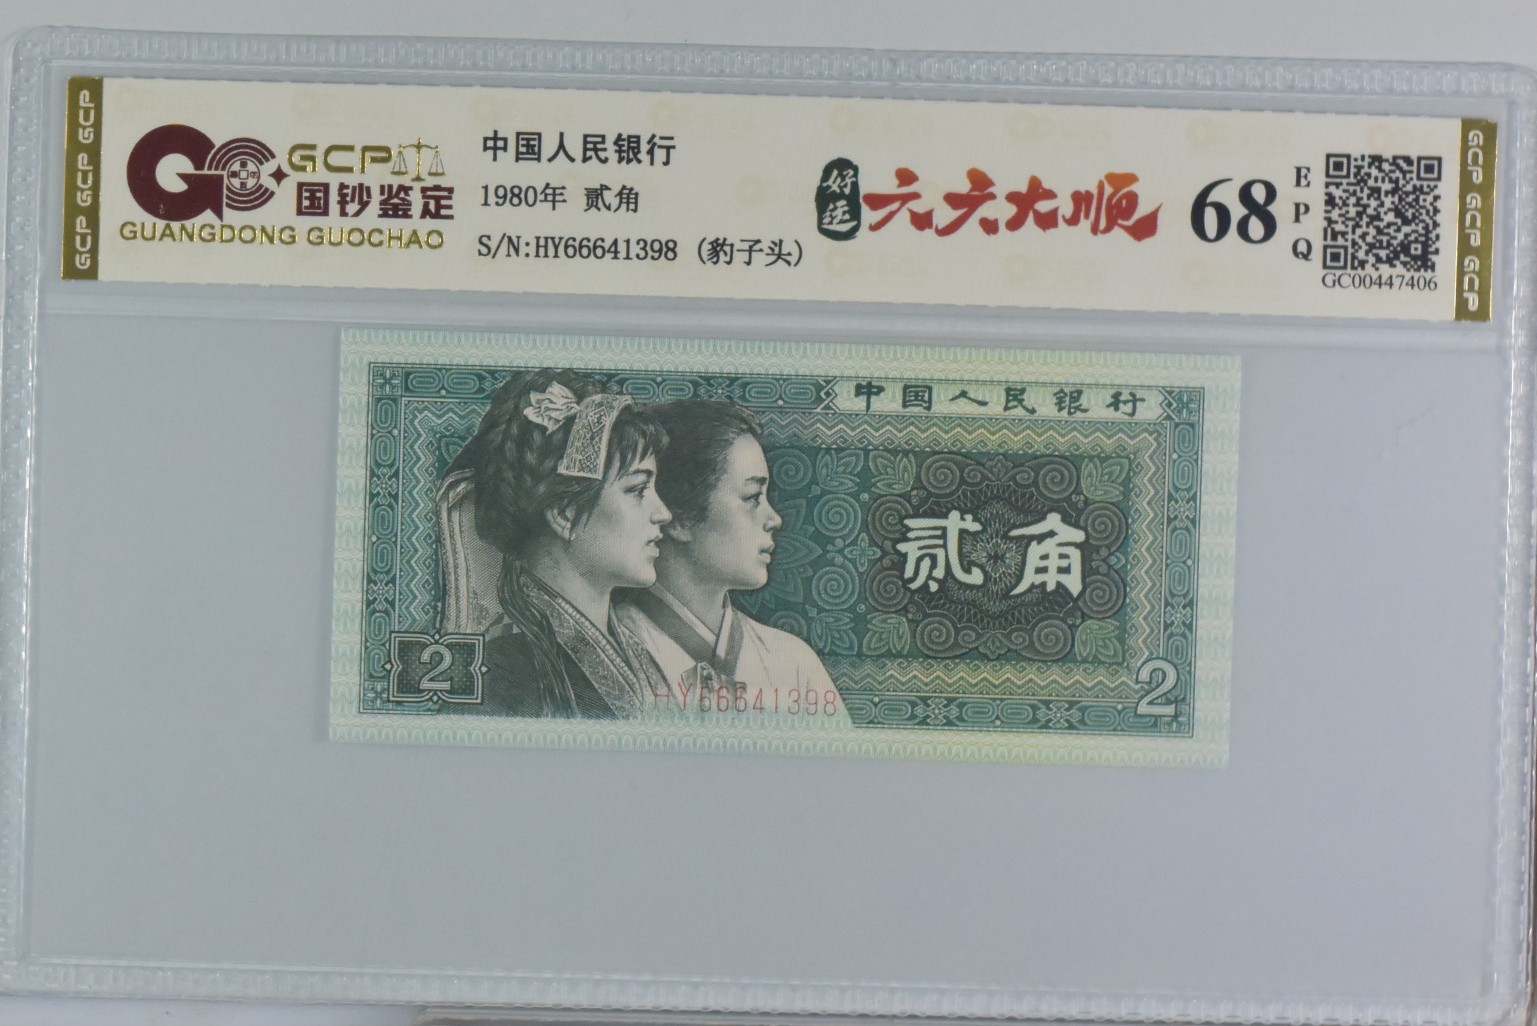 GCP GCP GCP
GCP
国钞鉴定
GUANGDONG GUOCHAO
中国人民银行
1980年 贰角
S/N:HY66641398 (豹子头)
好运
六六大顺
68
EPQ
GC00447406
GCP GCP GCP
中国人民银行
贰角
2
HY66641398
2